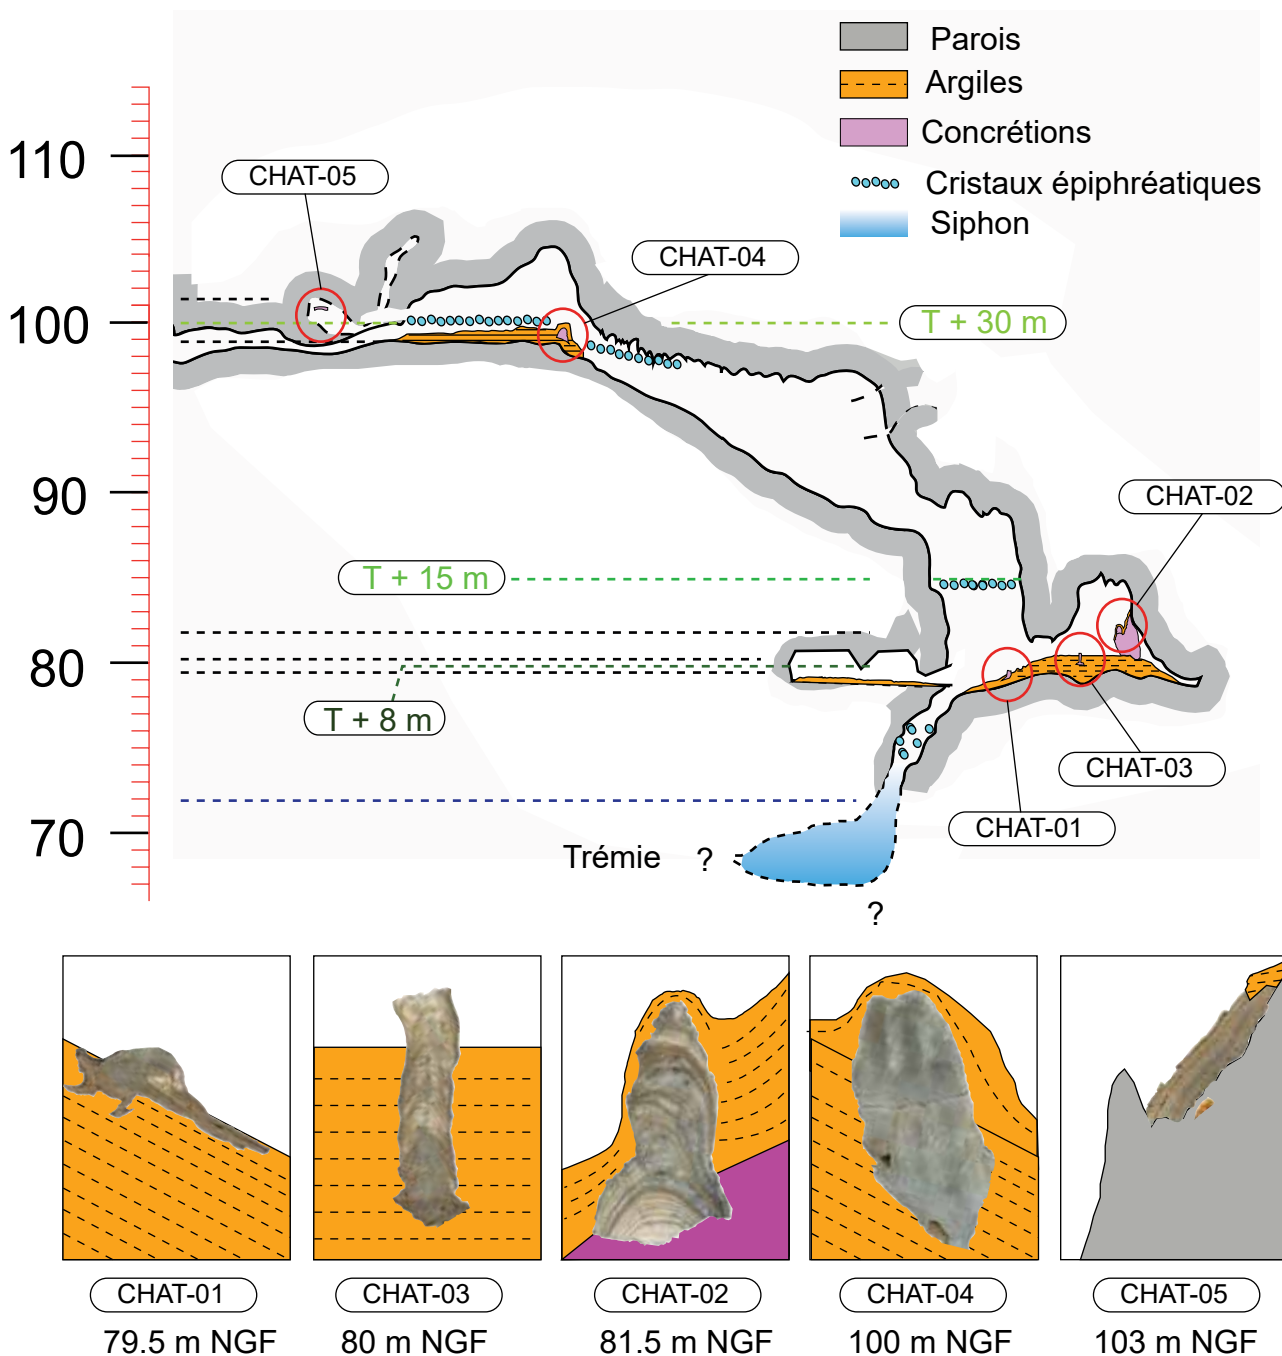 Parois
Argiles
Concrétions
Cristaux épiphréatiques
Siphon
110
100
90
80
70
CHAT-05
CHAT-04
T + 30 m
CHAT-02
T + 15 m
T + 8 m
CHAT-03
CHAT-01
Trémie ?
?
CHAT-01 CHAT-03 CHAT-02 CHAT-04 CHAT-05
79.5 m NGF 80 m NGF 81.5 m NGF 100 m NGF 103 m NGF